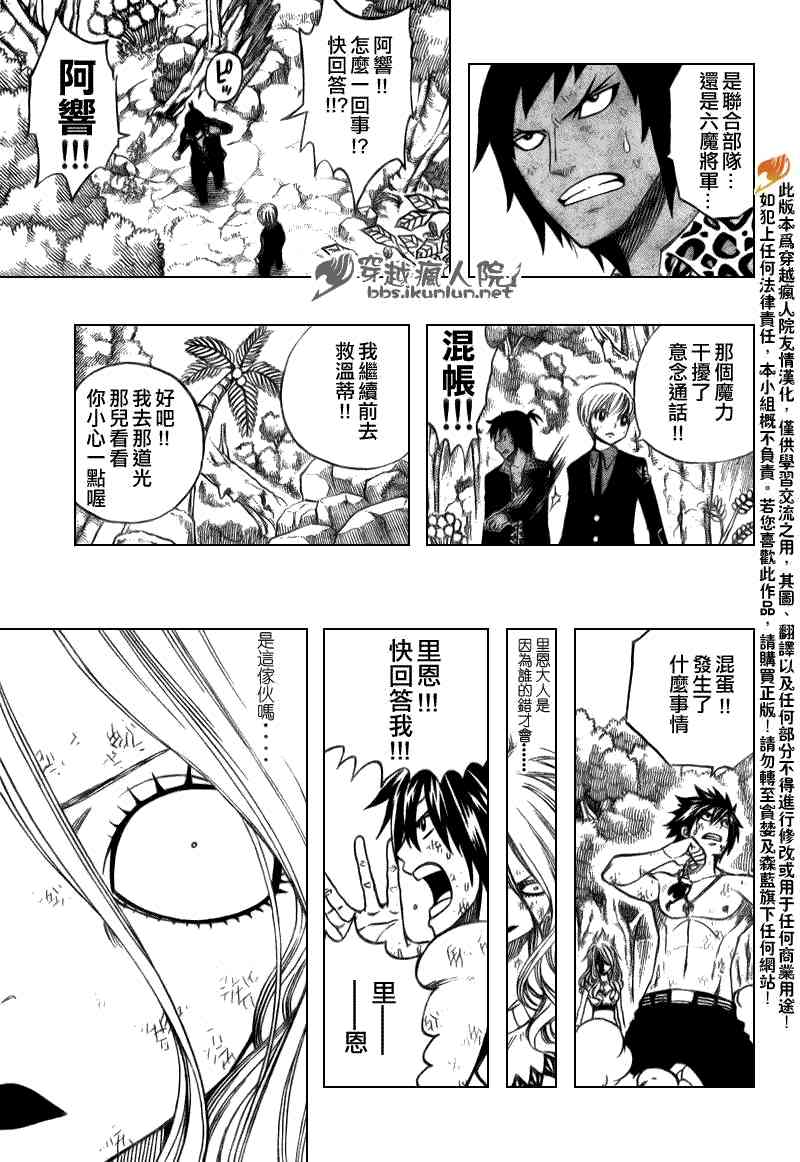 是聯合部隊…
還是六魔將軍…
阿響!!
怎麼一回事!?
快回答!!?
ピ
阿響!!!
穿越瘋人院
bbs.ikunlun.net
那個魔力
干擾了
意念通話!!
混帳!!!
我繼續前去
救溫蒂!!
好吧!!
我去那道光
那兒看看
你小心一點喔
混蛋!!
發生了
什麼事情
里恩大人是
因為誰的錯才會……
里恩!!!
快回答我!!!
里——恩——
是這傢伙嗎….
此版本爲穿越瘋人院友情漢化，僅供學習交流之用，其圖、翻譯以及任何部分不得進行修改或用于任何商業用途！
如犯上任何法律責任，本小組概不負責。若您喜歡此作品，請購買正版！請勿轉至貪婪及森藍旗下任何網站！